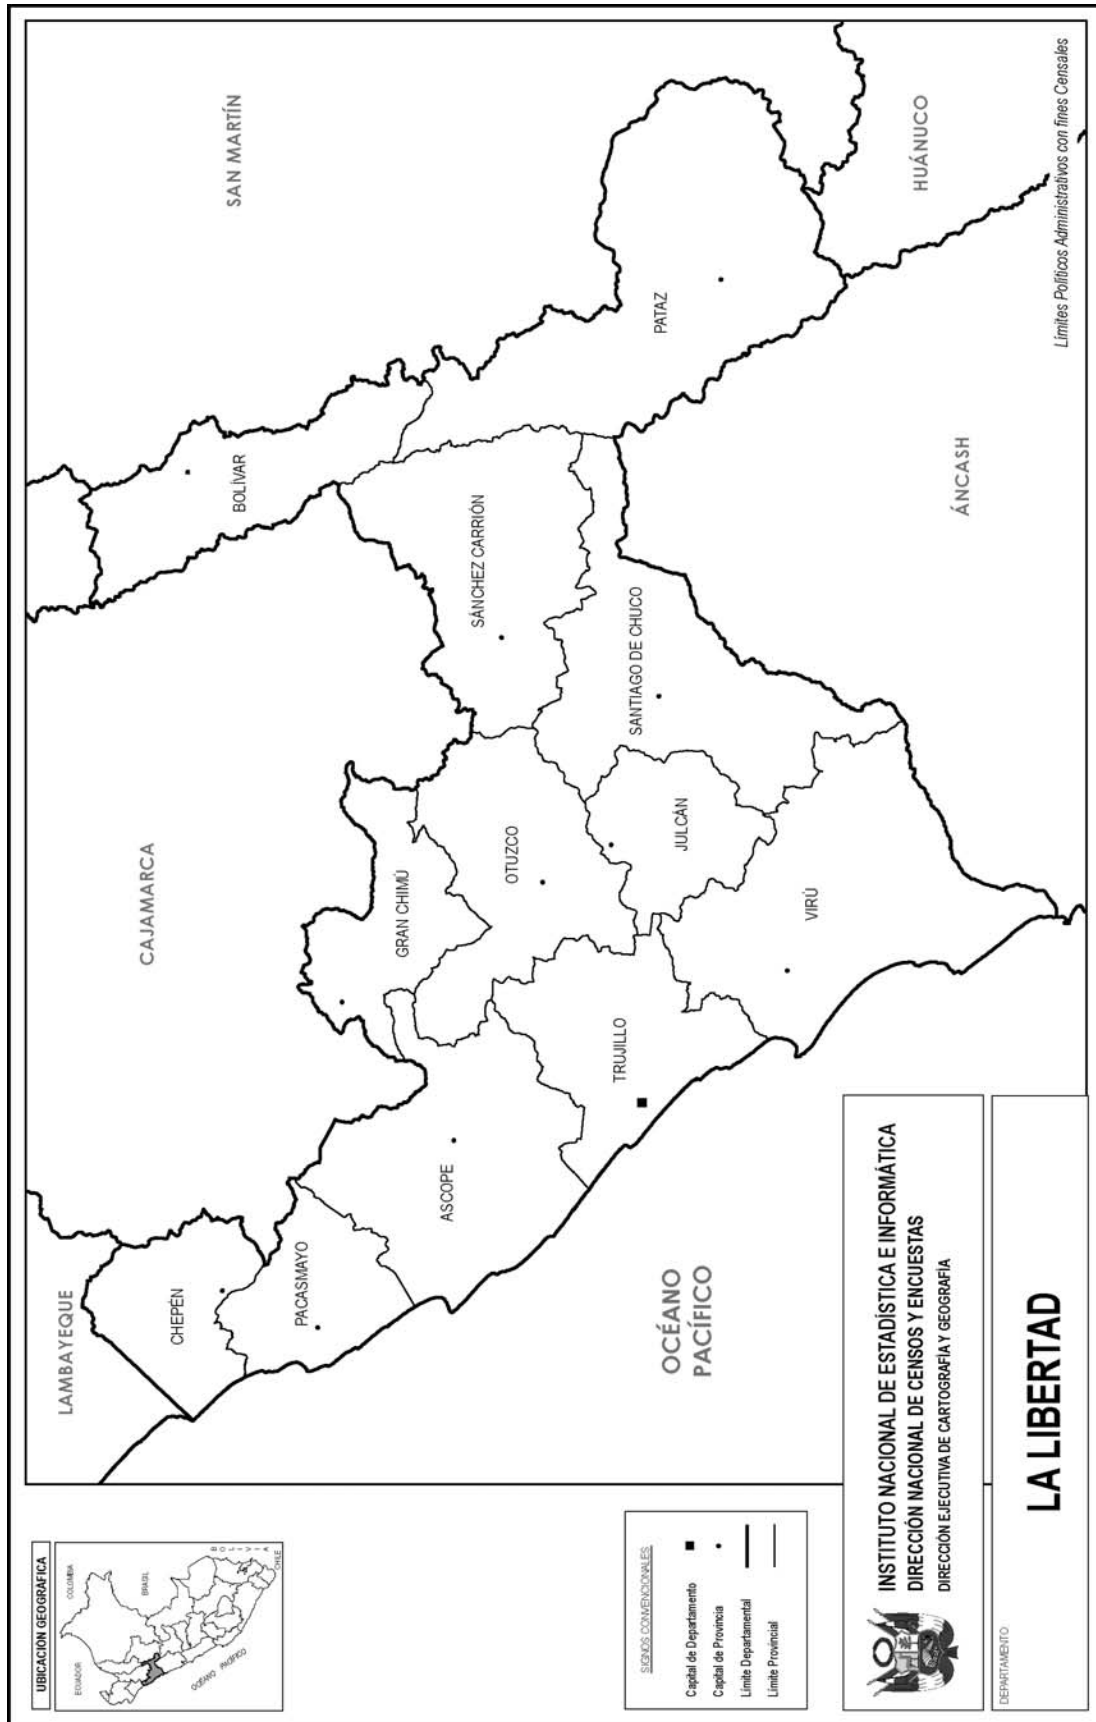 UBICACION GEOGRAFICA
COLOMBIA
ECUADOR
BRASIL
BOLIVIA
CHILE
OCÉANO PACÍFICO
LAMBAYEQUE
CAJAMARCA
SAN MARTÍN
HUÁNUCO
ÁNCASH
OCÉANO
PACÍFICO
CHEPÉN
PACASMAYO
ASCOPE
GRAN CHIMÚ
OTUZCO
TRUJILLO
JULCÁN
VIRÚ
SÁNCHEZ CARRIÓN
SANTIAGO DE CHUCO
BOLÍVAR
PATAZ
Límites Políticos Administrativos con fines Censales
SIGNOS CONVENCIONALES
Capital de Departamento
Capital de Provincia
Límite Departamental
Límite Provincial
INSTITUTO NACIONAL DE ESTADÍSTICA E INFORMÁTICA
DIRECCIÓN NACIONAL DE CENSOS Y ENCUESTAS
DIRECCIÓN EJECUTIVA DE CARTOGRAFÍA Y GEOGRAFÍA
DEPARTAMENTO:
LA LIBERTAD